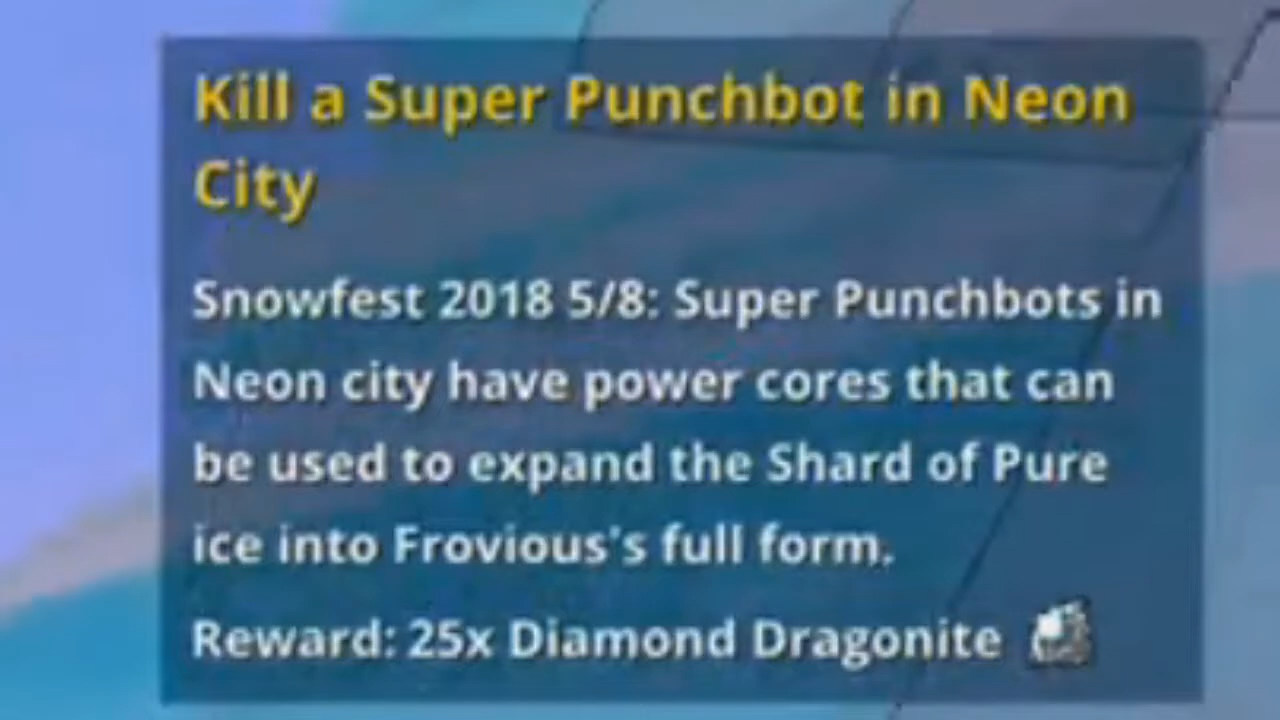 Kill a Super Punchbot in Neon
City
Snowfest 2018 5/8: Super Punchbots in
Neon city have power cores that can
be used to expand the Shard of Pure
ice into Frovious's full form.
Reward: 25x Diamond Dragonite